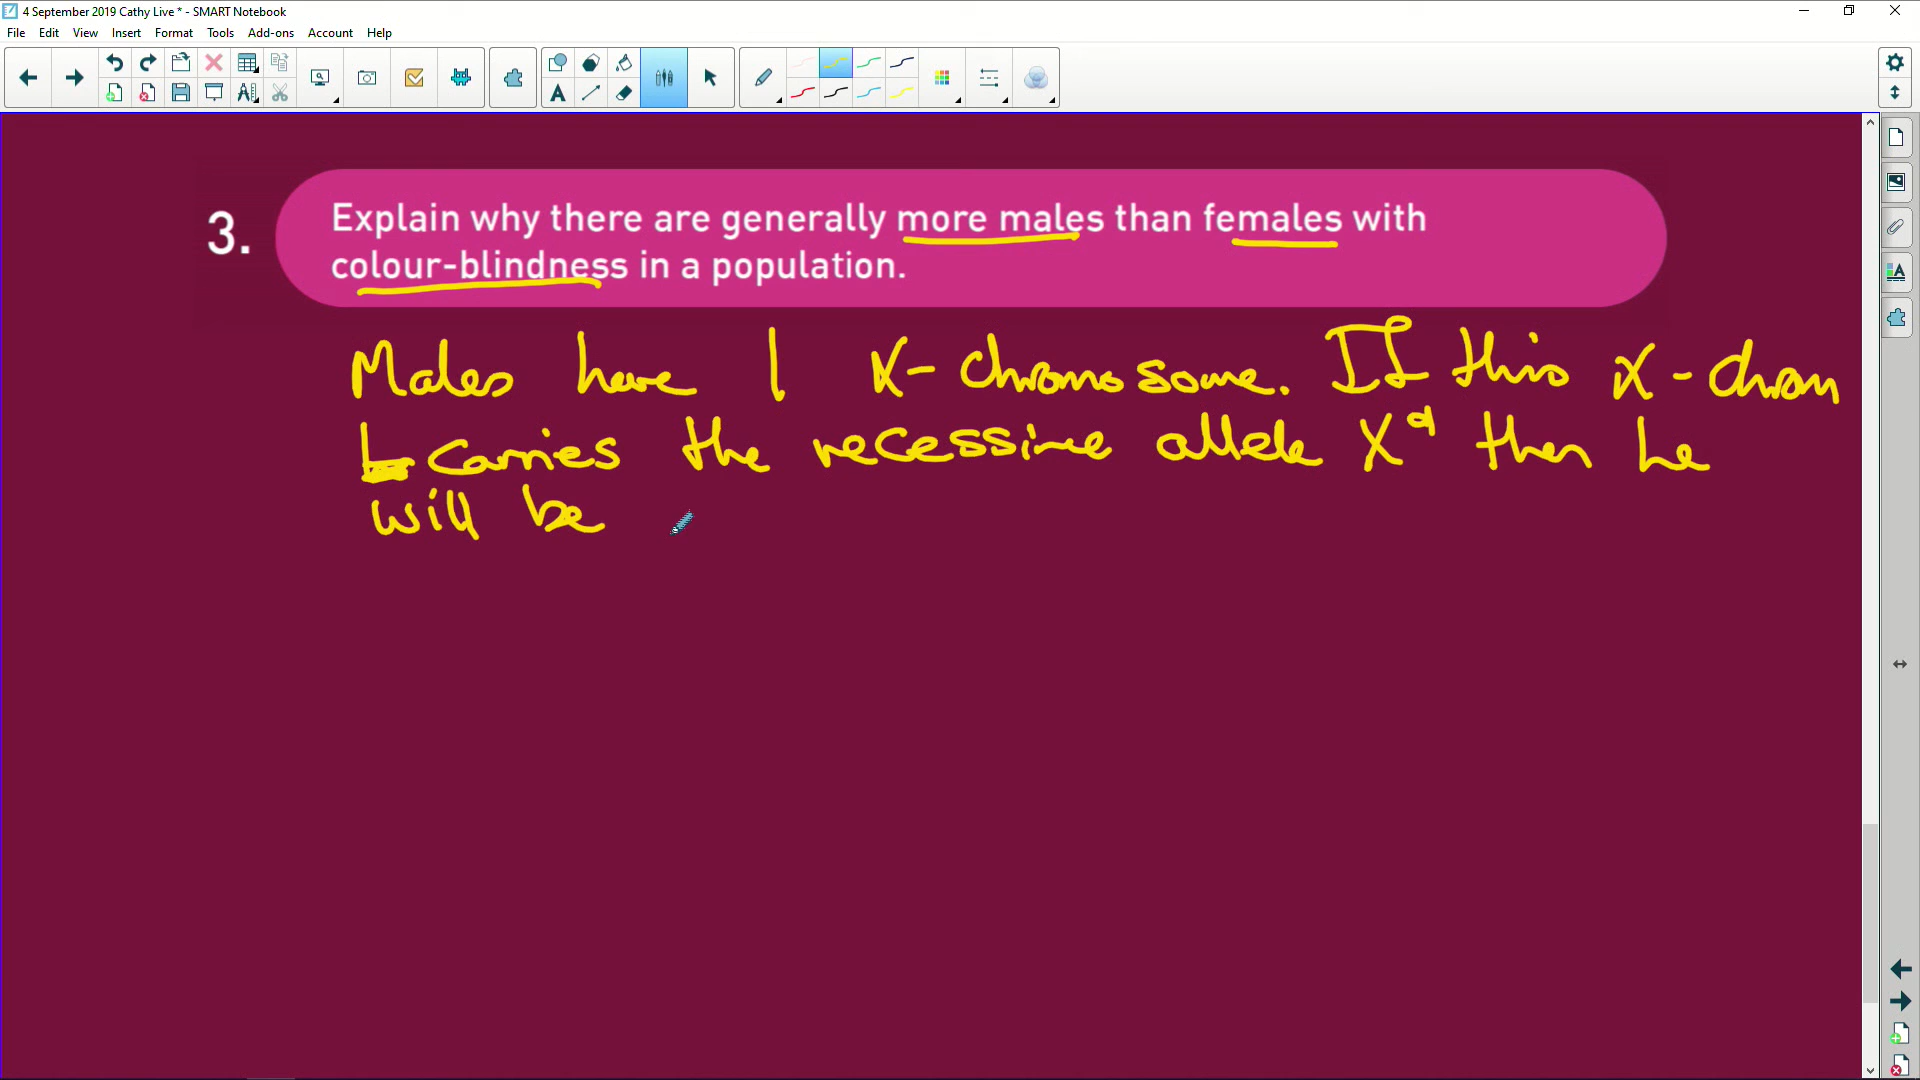 4 September 2019 Cathy Live * - SMART Notebook
File Edit View Insert Format Tools Add-ons Account Help
3. Explain why there are generally more males than females with
colour-blindness in a population.
Males have 1 X-chromosome. If this X-chrom
carries the recessive allele Xᵈ then he
will be